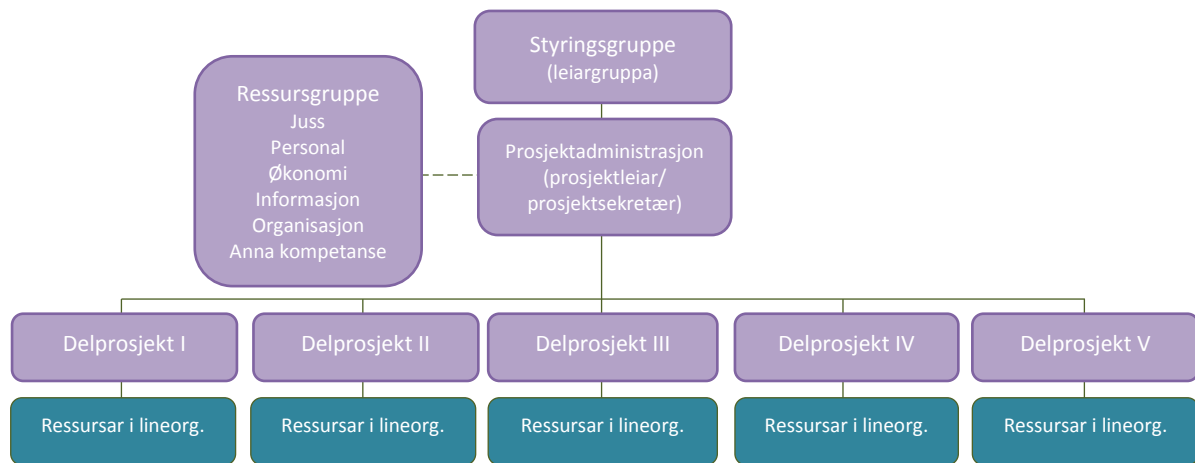 Styringsgruppe
(leiargruppa)
Ressursgruppe
Juss
Personal
Økonomi
Informasjon
Organisasjon
Anna kompetanse
Prosjektadministrasjon
(prosjektleiar/
prosjektsekretær)
Delprosjekt I
Delprosjekt II
Delprosjekt III
Delprosjekt IV
Delprosjekt V
Ressursar i lineorg.
Ressursar i lineorg.
Ressursar i lineorg.
Ressursar i lineorg.
Ressursar i lineorg.